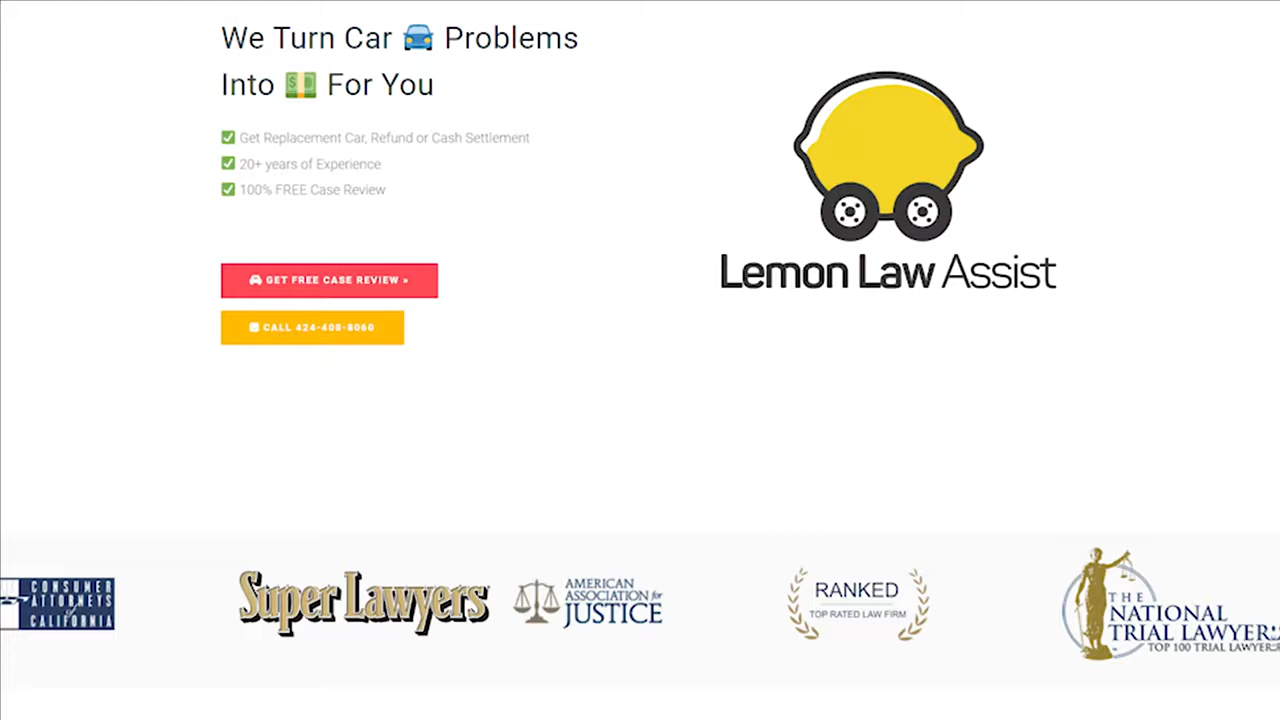 We Turn Car 🚘 Problems
Into 💵 For You
✅ Get Replacement Car, Refund or Cash Settlement
✅ 20+ years of Experience
✅ 100% FREE Case Review
GET FREE CASE REVIEW »
CALL 424-408-8060
Lemon Law Assist
CONSUMER
ATTORNEYS
of
CALIFORNIA
Super Lawyers
AMERICAN
ASSOCIATION for
JUSTICE
RANKED
TOP RATED LAW FIRM
THE
NATIONAL
TRIAL LAWYERS
TOP 100 TRIAL LAWYERS